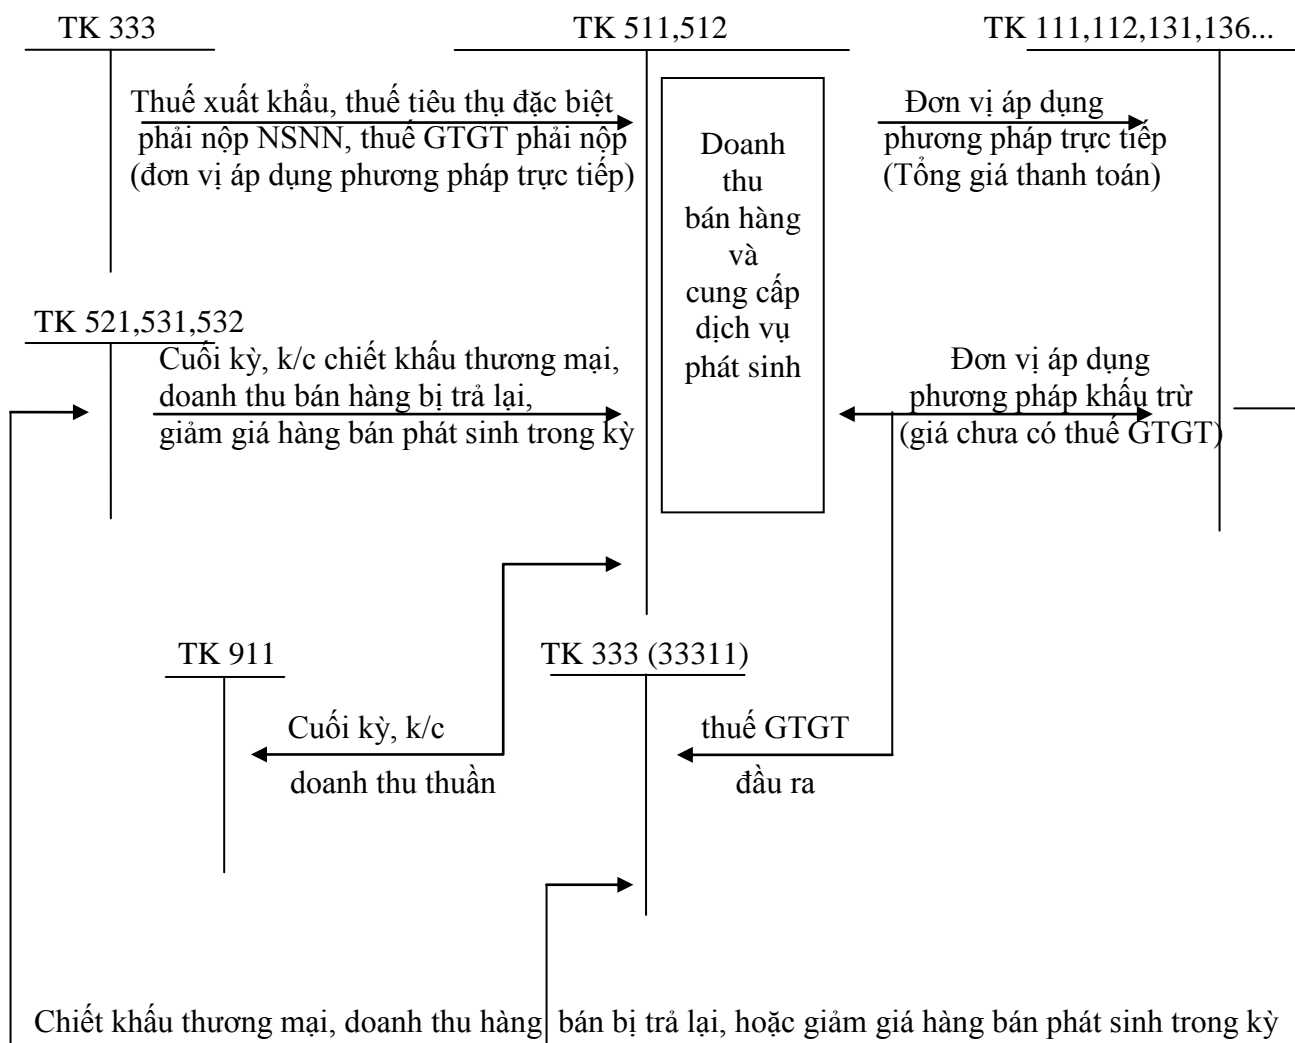 TK 333
TK 511,512
TK 111,112,131,136...
Thuế xuất khẩu, thuế tiêu thụ đặc biệt
phải nộp NSNN, thuế GTGT phải nộp
(đơn vị áp dụng phương pháp trực tiếp)
Doanh
thu
bán hàng
và
cung cấp
dịch vụ
phát sinh
Đơn vị áp dụng
phương pháp trực tiếp
(Tổng giá thanh toán)
TK 521,531,532
Cuối kỳ, k/c chiết khấu thương mại,
doanh thu bán hàng bị trả lại,
giảm giá hàng bán phát sinh trong kỳ
Đơn vị áp dụng
phương pháp khấu trừ
(giá chưa có thuế GTGT)
TK 911
TK 333 (33311)
Cuối kỳ, k/c
doanh thu thuần
thuế GTGT
đầu ra
Chiết khấu thương mại, doanh thu hàng bán bị trả lại, hoặc giảm giá hàng bán phát sinh trong kỳ